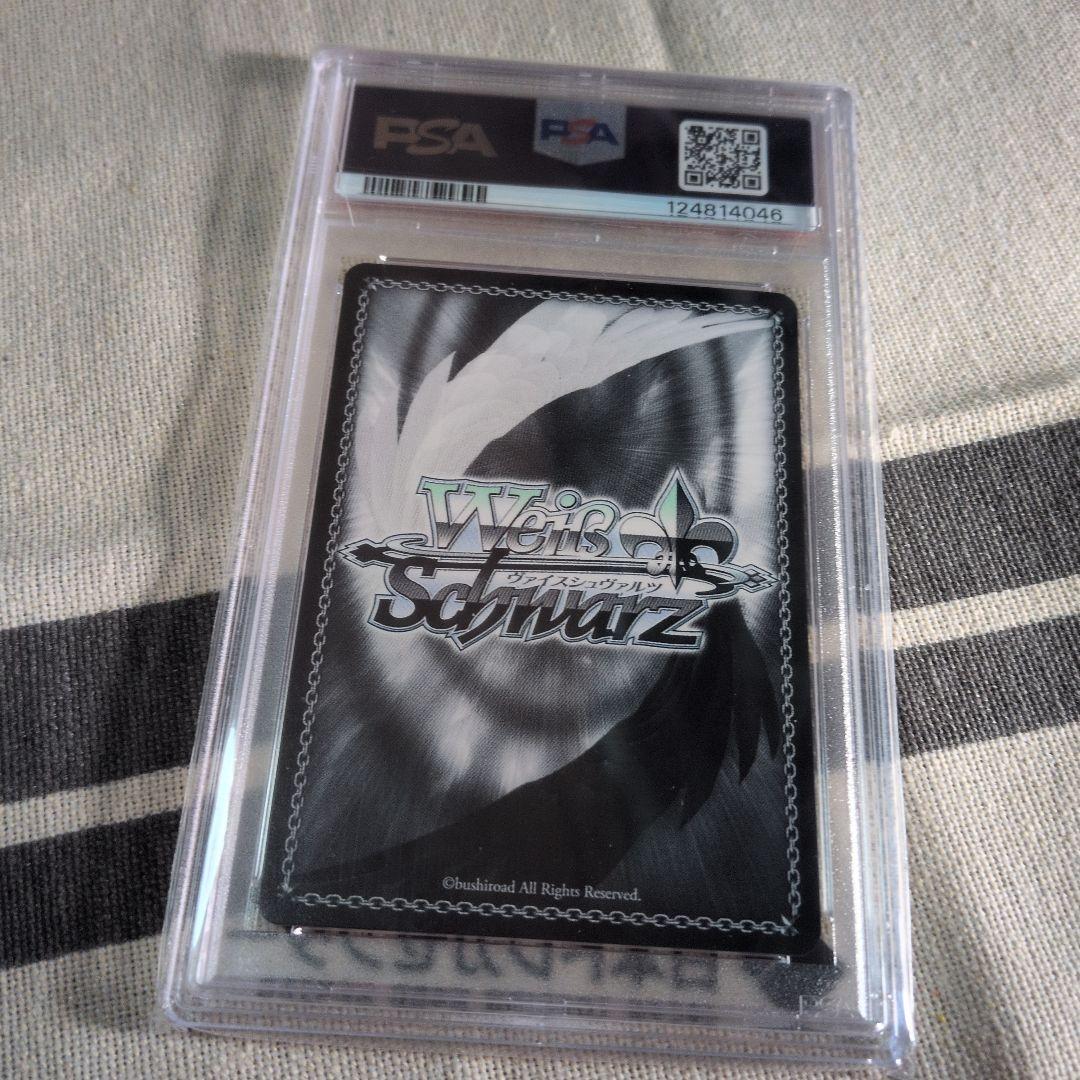 PSA
PSA
124814046
Weiß
ヴァイスシュヴァルツ
Schwarz
©bushiroad All Rights Reserved.
PSA